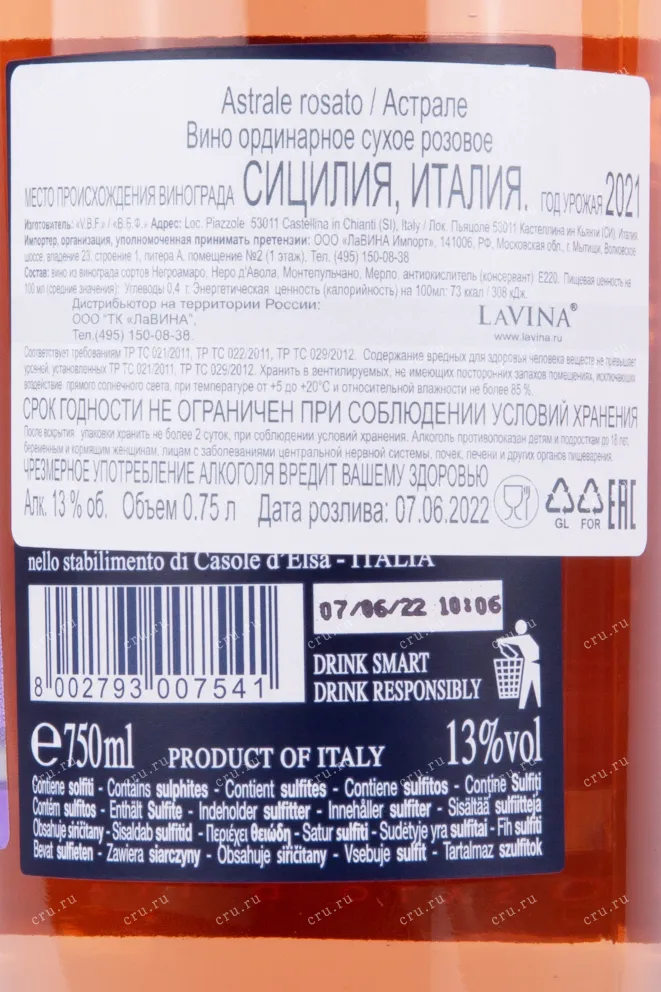 Astrale rosato / Астрале
Вино ординарное сухое розовое
МЕСТО ПРОИСХОЖДЕНИЯ ВИНОГРАДА СИЦИЛИЯ, ИТАЛИЯ. ГОД УРОЖАЯ 2021
Изготовитель: «V.B.F.» / «В.Б.Ф.» Адрес: Loc. Piazzole 53011 Castellina in Chianti (SI), Italy / Лок. Пьяцоле 53011 Кастеллина ин Кьянти (СИ), Италия.
Импортер, организация, уполномоченная принимать претензии: ООО «ЛаВИНА Импорт», 141006, РФ, Московская обл., г. Мытищи, Волковское
шоссе, владение 23, строение 1, литера А, помещение №2 (1 этаж). Тел. (495) 150-08-38
Состав: вино из винограда сортов Негроамаро, Неро д'Авола, Монтепульчано, Мерло, антиокислитель (консервант) Е220. Пищевая ценность на
100 мл (средние значения): Углеводы 0,4 г. Энергетическая ценность (калорийность) на 100мл: 73 ккал / 308 кДж.
Дистрибьютор на территории России:
ООО "ТК «ЛаВИНА",
Тел.(495) 150-08-38.
LAVINA®
www.lavina.ru
Соответствует требованиям ТР ТС 021/2011, ТР ТС 022/2011, ТР ТС 029/2012. Содержание вредных для здоровья человека веществ не превышает
уровней, установленных ТР ТС 021/2011, ТР ТС 029/2012. Хранить в вентилируемых, не имеющих посторонних запахов помещениях, исключающих
воздействие прямого солнечного света, при температуре от +5 до +20°С и относительной влажности не более 85 %.
СРОК ГОДНОСТИ НЕ ОГРАНИЧЕН ПРИ СОБЛЮДЕНИИ УСЛОВИЙ ХРАНЕНИЯ
После вскрытия упаковки хранить не более 2 суток, при соблюдении условий хранения. Алкоголь противопоказан детям и подросткам до 18 лет,
беременным и кормящим женщинам, лицам с заболеваниями центральной нервной системы, почек, печени и других органов пищеварения.
ЧРЕЗМЕРНОЕ УПОТРЕБЛЕНИЕ АЛКОГОЛЯ ВРЕДИТ ВАШЕМУ ЗДОРОВЬЮ
Алк. 13 % об. Объем 0.75 л Дата розлива: 07.06.2022
GL FOR EAC
nello stabilimento di Casole d'Elsa - ITALIA
07/06/22 10:06
8 002793 007541
DRINK SMART
DRINK RESPONSIBLY
e 750ml PRODUCT OF ITALY 13%vol
Contiene solfiti - Contains sulphites - Contient sulfites - Contiene sulfitos - Conține Sulfiți
Contém sulfitos - Enthält Sulfite - Indeholder sulfitter - Innehåller sulfiter - Sisältää sulfiitteja
Obsahuje siřičitany - Sisaldab sulfitid - Περιέχει θειώδη - Satur sulfīti - Sudėtyje yra sulfitai - Fih sulfiti
Bevat sulfieten - Zawiera siarczyny - Obsahuje siričitany - Vsebuje sulfit - Tartalmaz szulfitok
cru.ru